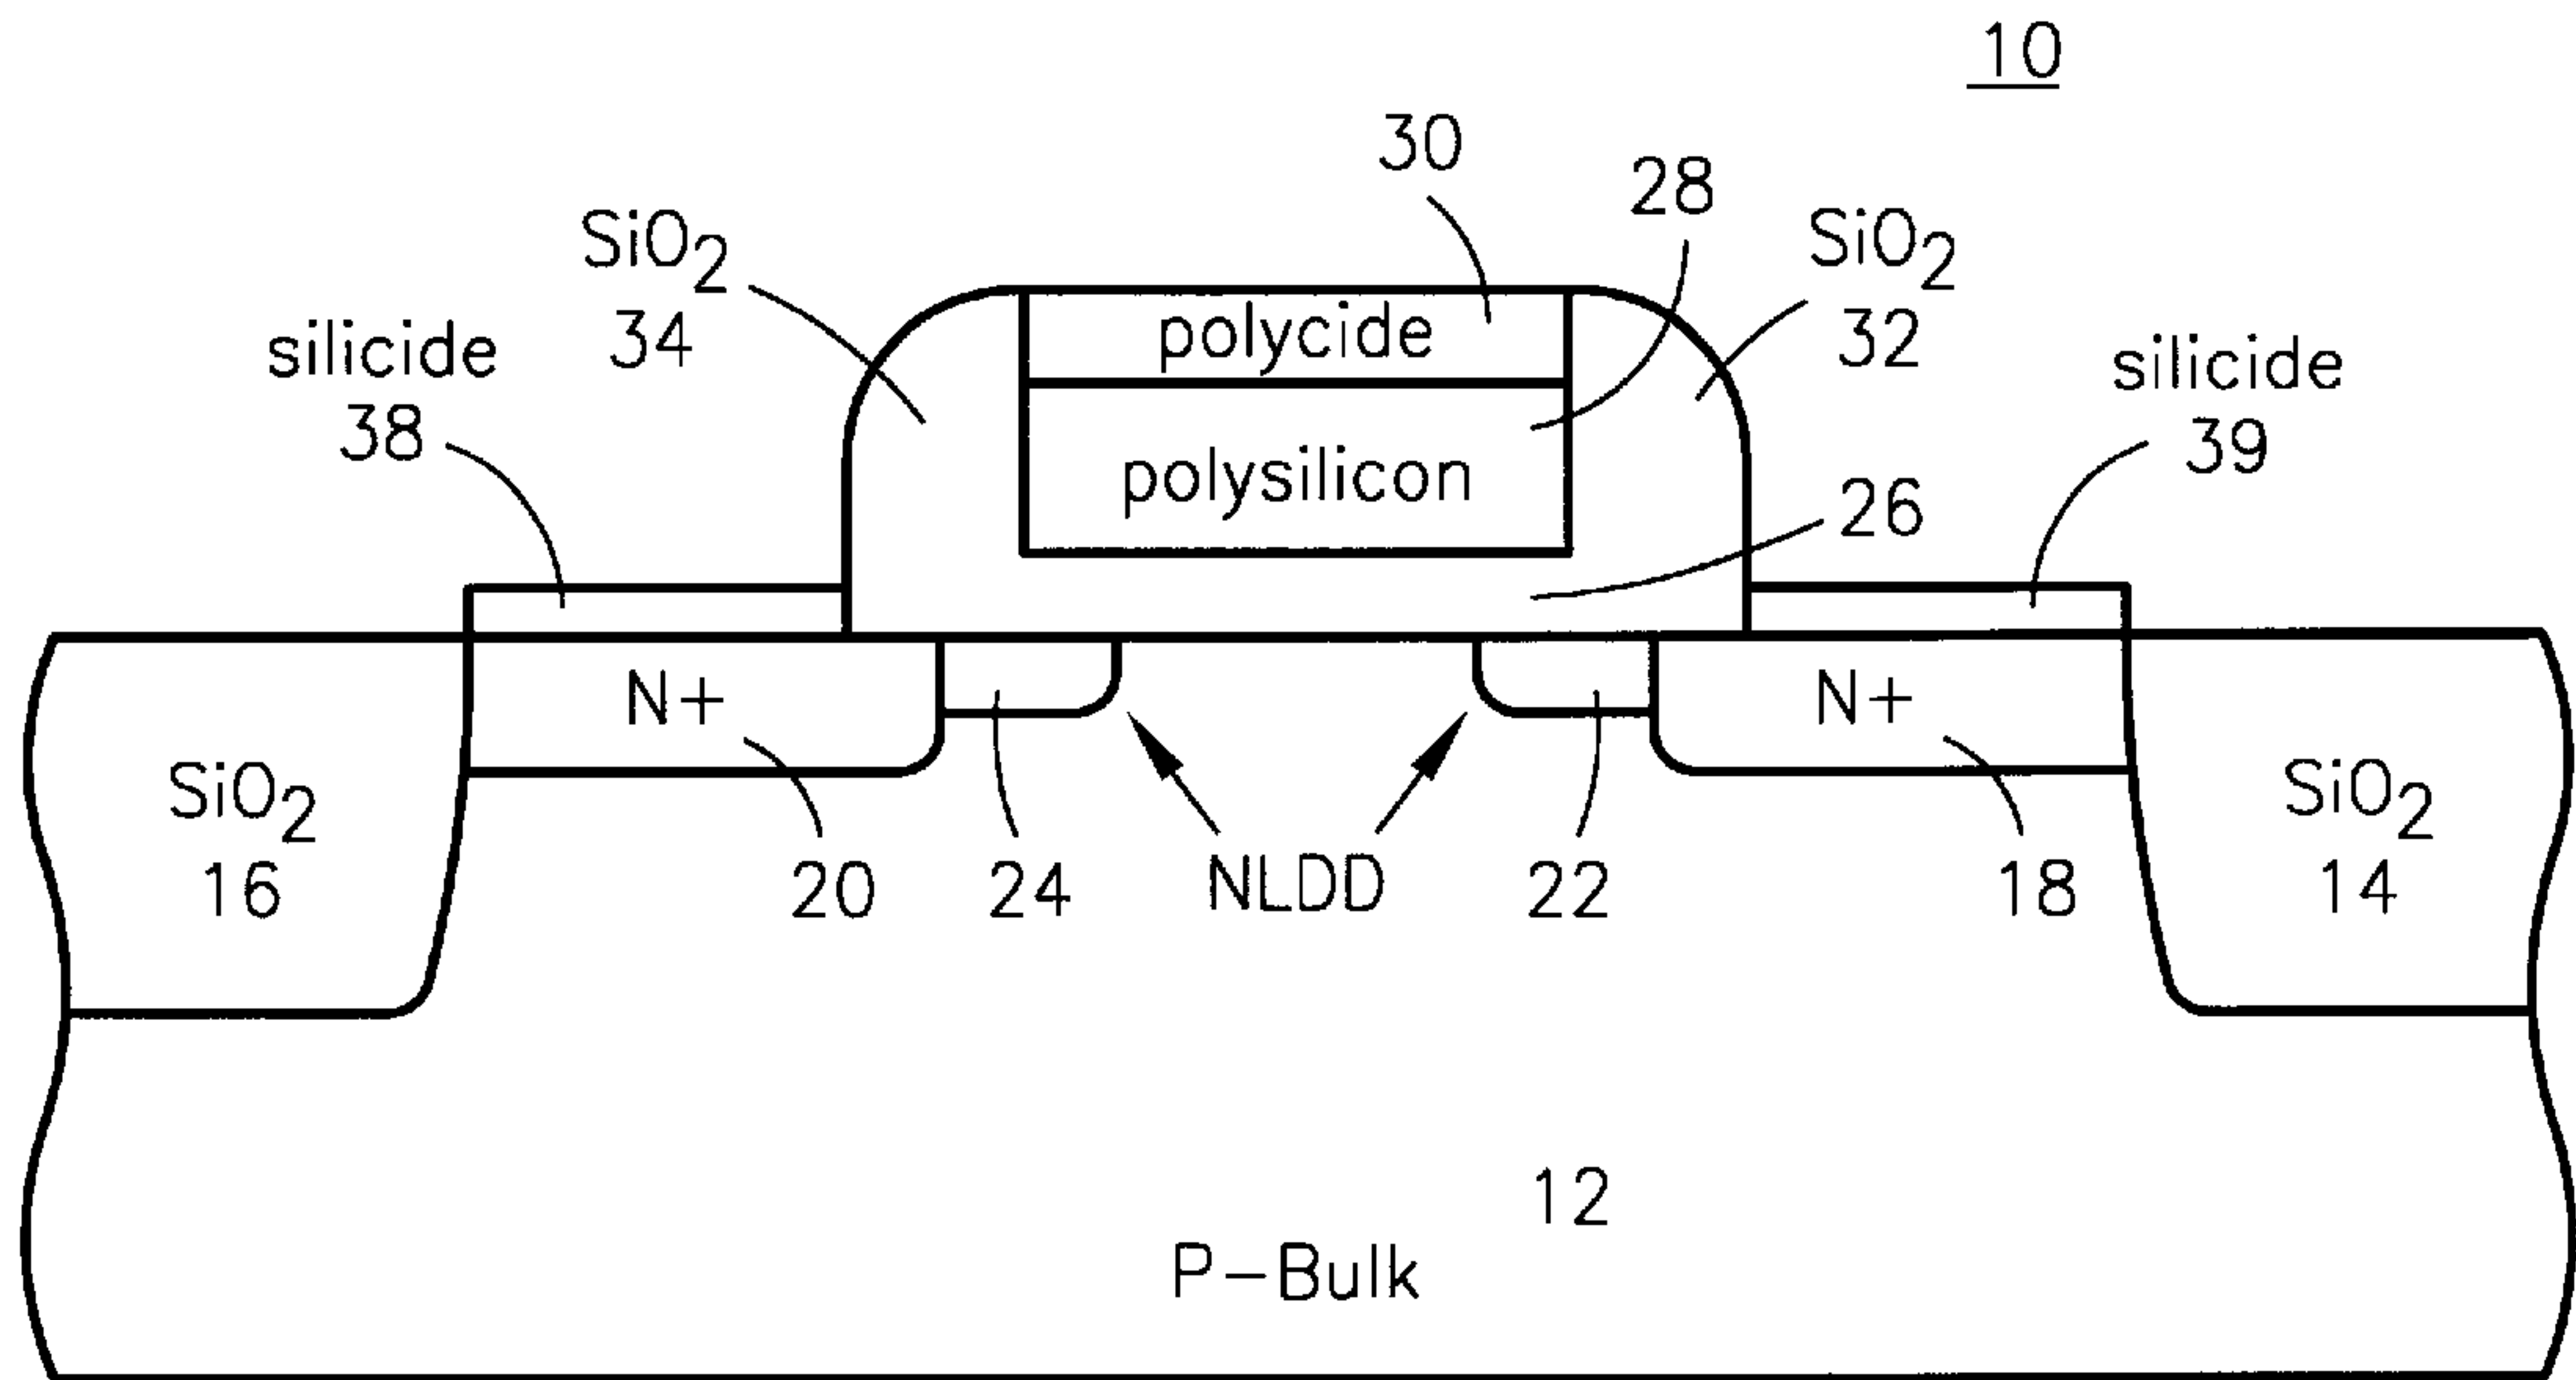 10
30
28
SiO2
34
SiO2
32
silicide
38
silicide
39
polycide
polysilicon
26
N+
N+
SiO2
16
SiO2
14
20
24
NLDD
22
18
12
P-Bulk